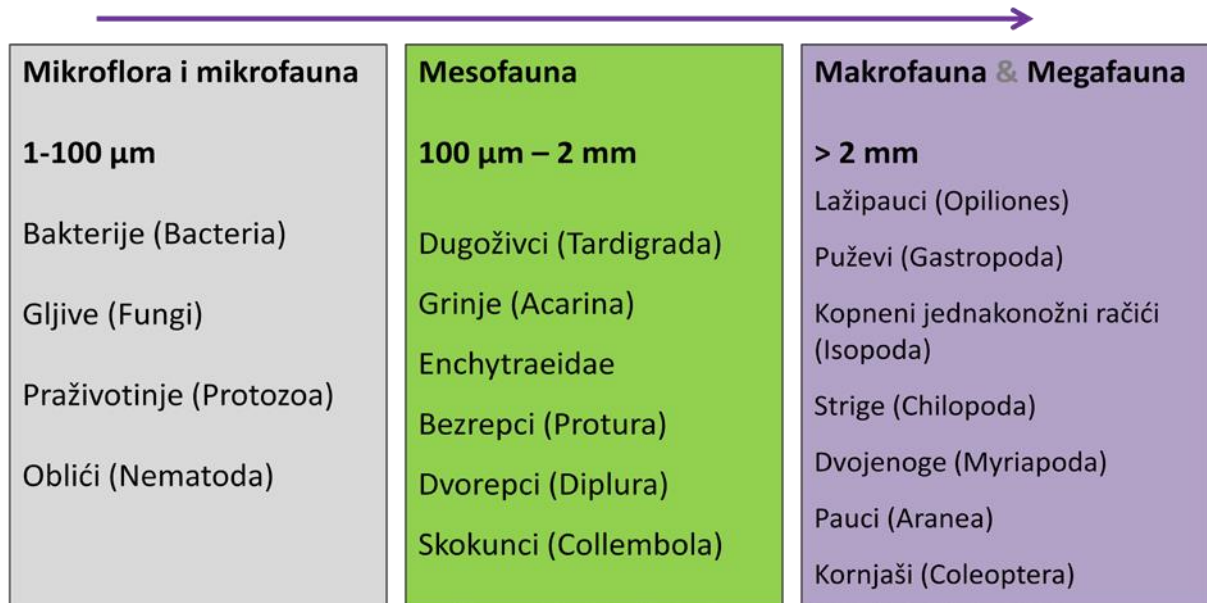 Mikroflora i mikrofauna
1-100 µm
Bakterije (Bacteria)
Gljive (Fungi)
Praživotinje (Protozoa)
Oblići (Nematoda)
Mesofauna
100 µm – 2 mm
Dugoživci (Tardigrada)
Grinje (Acarina)
Enchytraeidae
Bezrepci (Protura)
Dvorepci (Diplura)
Skokunci (Collembola)
Makrofauna & Megafauna
> 2 mm
Lažipauci (Opiliones)
Puževi (Gastropoda)
Kopneni jednakonožni račići
(Isopoda)
Strige (Chilopoda)
Dvojenoge (Myriapoda)
Pauci (Aranea)
Kornjaši (Coleoptera)